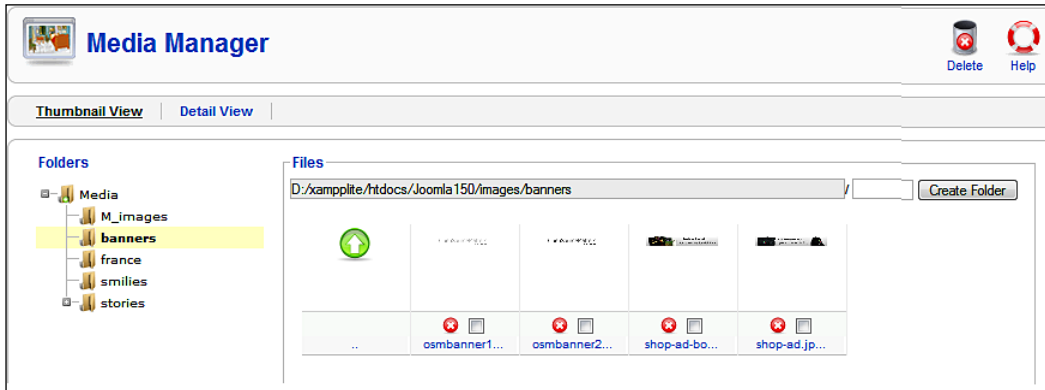 Media Manager
Delete
Help
Thumbnail View
Detail View
Folders
Media
M_images
banners
france
smilies
stories
Files
D:/xampplite/htdocs/Joomla150/images/banners
/
Create Folder
..
osmbanner1...
osmbanner2...
shop-ad-bo...
shop-ad.jp...